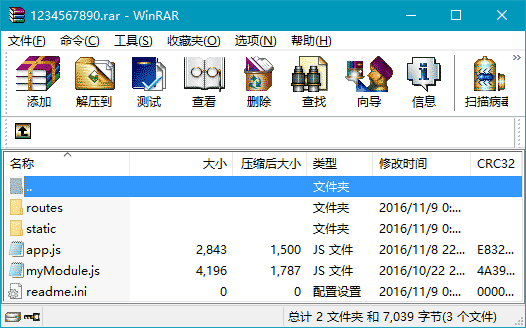 1234567890.rar - WinRAR
文件(F) 命令(C) 工具(S) 收藏夹(O) 选项(N) 帮助(H)
添加 解压到 测试 查看 删除 查找 向导 信息 扫描病毒
名称 大小 压缩后大小 类型 修改时间 CRC32
.. 文件夹
routes 文件夹 2016/11/9 0:...
static 文件夹 2016/11/9 0:...
app.js 2,843 1,500 JS 文件 2016/11/8 22... E832...
myModule.js 4,196 1,787 JS 文件 2016/10/22 2... 4A39...
readme.ini 0 0 配置设置 2016/11/9 0:... 0000...
总计 2 文件夹 和 7,039 字节(3 个文件)